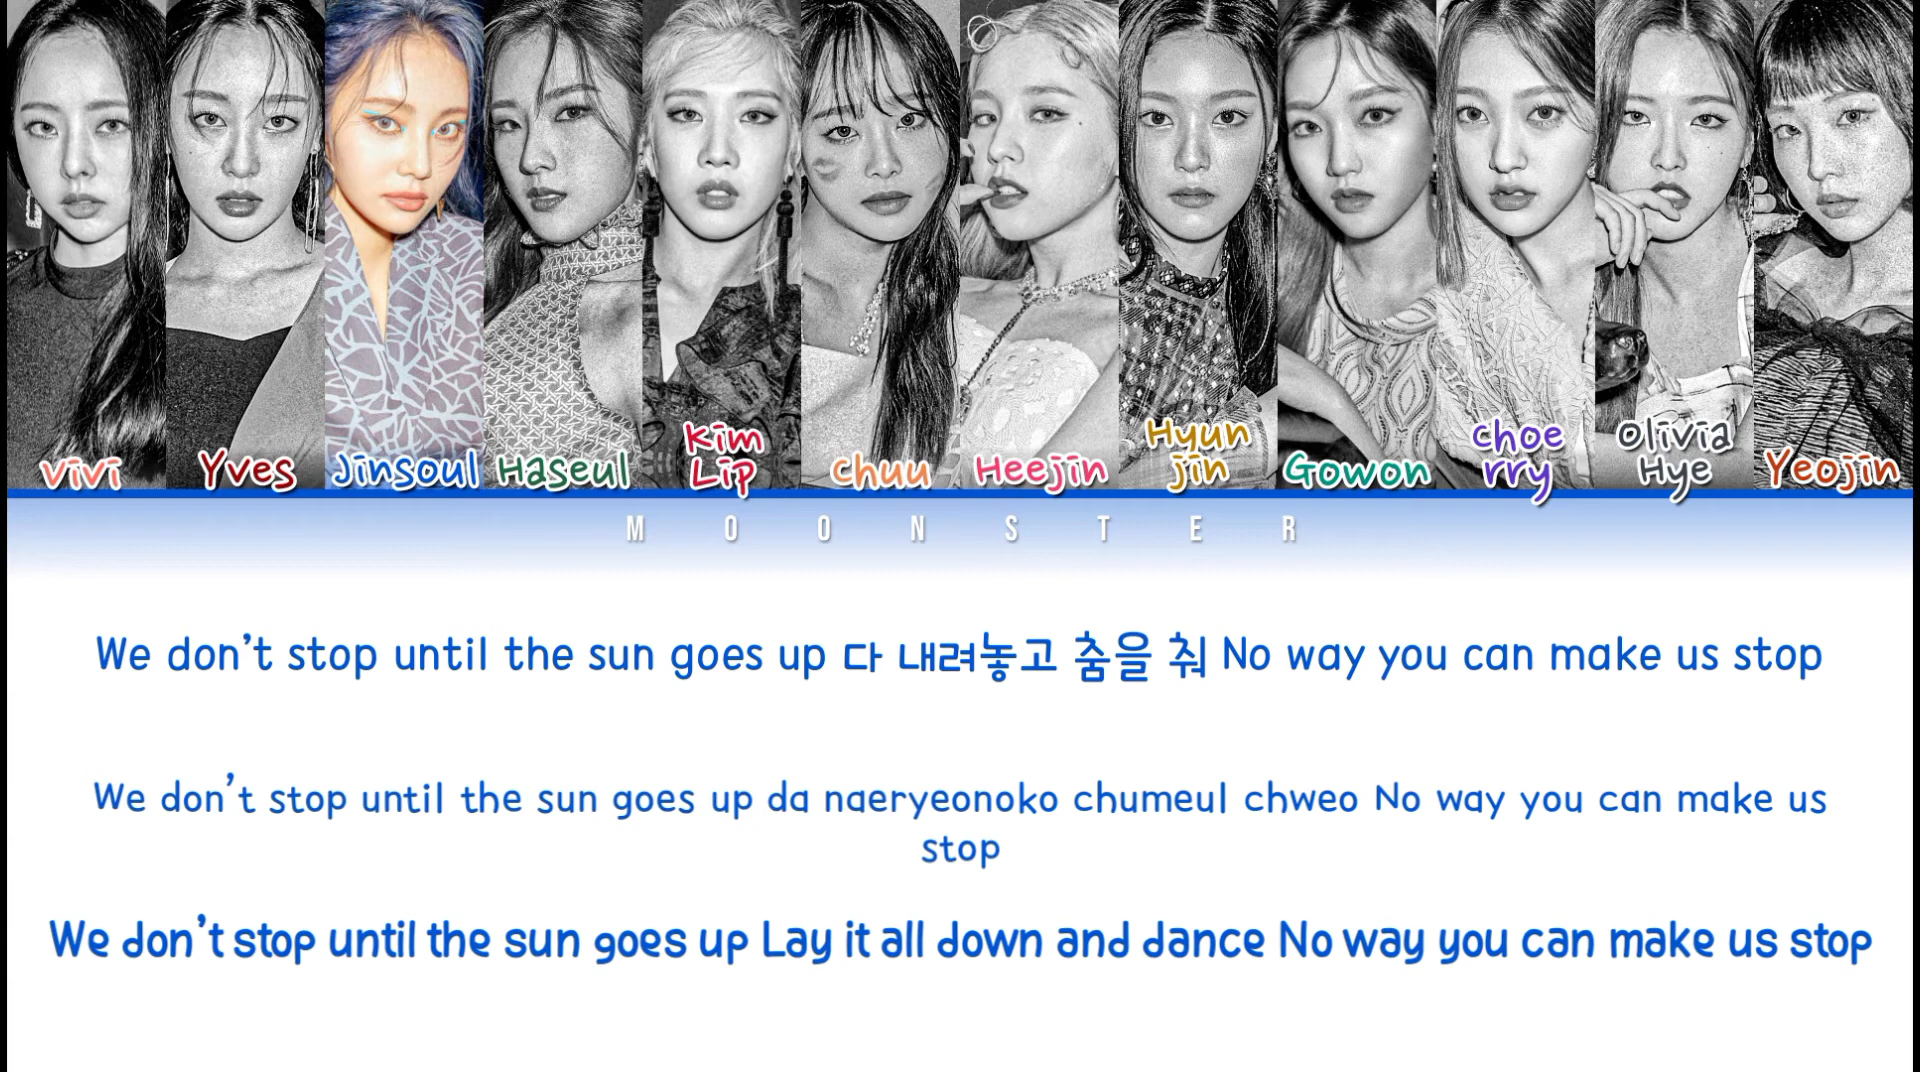 ViVi Yves Jinsoul Haseul Kim Lip Chuu Heejin Hyun jin Gowon Choe rry Olivia Hye Yeojin
MOONSTER
We don't stop until the sun goes up 다 내려놓고 춤을 춰 No way you can make us stop
We don't stop until the sun goes up da naeryeonoko chumeul chweo No way you can make us
stop
We don't stop until the sun goes up Lay it all down and dance No way you can make us stop